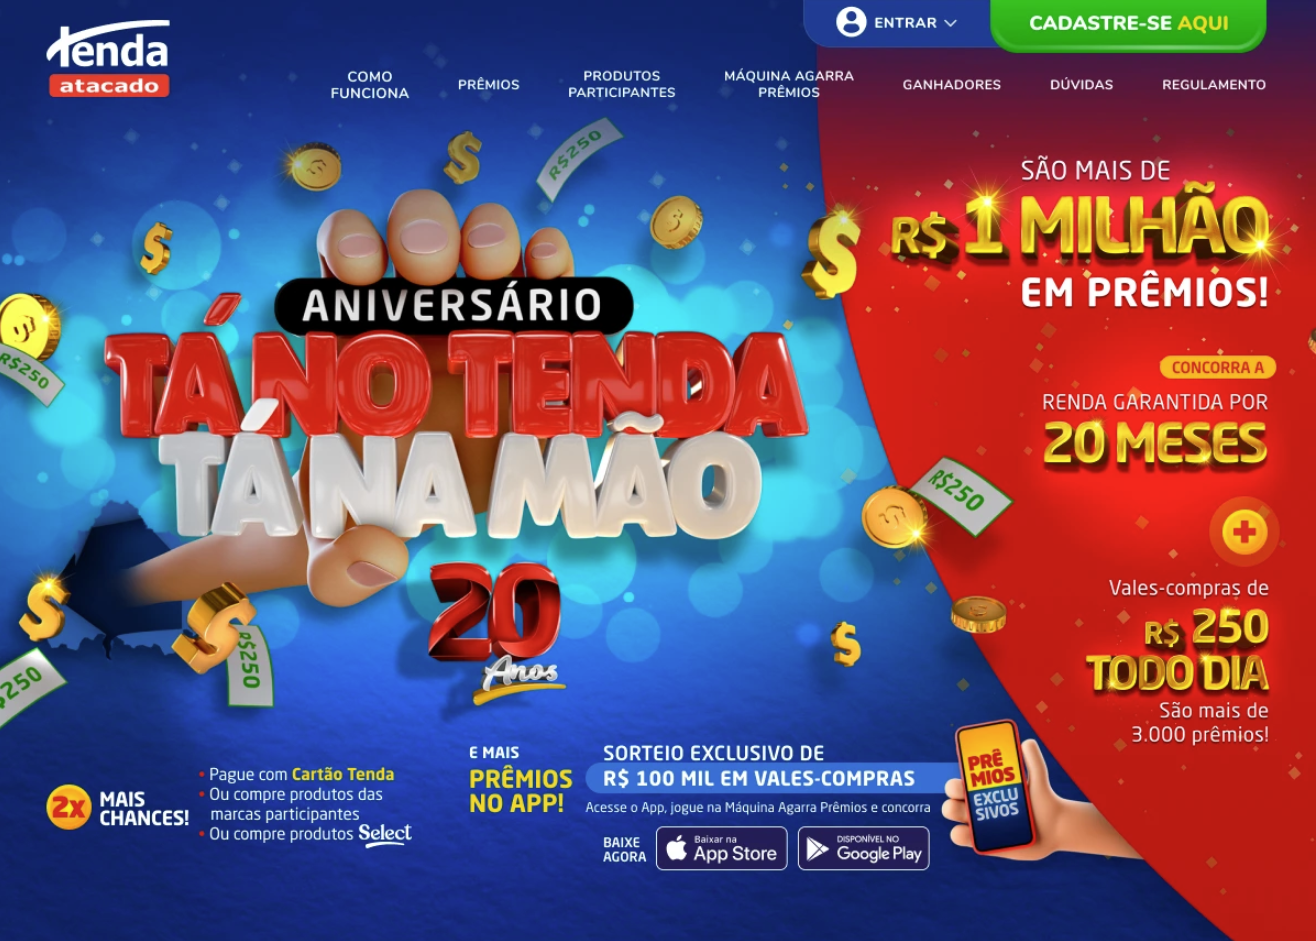 tenda
atacado
ENTRAR
CADASTRE-SE AQUI
COMO
FUNCIONA
PRÊMIOS
PRODUTOS
PARTICIPANTES
MÁQUINA AGARRA
PRÊMIOS
GANHADORES
DÚVIDAS
REGULAMENTO
R$250
ANIVERSÁRIO
TÁ NO TENDA
TÁ NA MÃO
20
Anos
R$250
R$250
R$250
$250
SÃO MAIS DE
R$ 1 MILHÃO
EM PRÊMIOS!
CONCORRA A
RENDA GARANTIDA POR
20 MESES
+
Vales-compras de
R$ 250
TODO DIA
São mais de
3.000 prêmios!
2x
MAIS
CHANCES!
• Pague com Cartão Tenda
• Ou compre produtos das
marcas participantes
• Ou compre produtos Select
E MAIS
PRÊMIOS
NO APP!
SORTEIO EXCLUSIVO DE
R$ 100 MIL EM VALES-COMPRAS
Acesse o App, jogue na Máquina Agarra Prêmios e concorra
BAIXE
AGORA
Baixar na
App Store
DISPONÍVEL NO
Google Play
PRÊ
MIOS
EXCLU
SIVOS